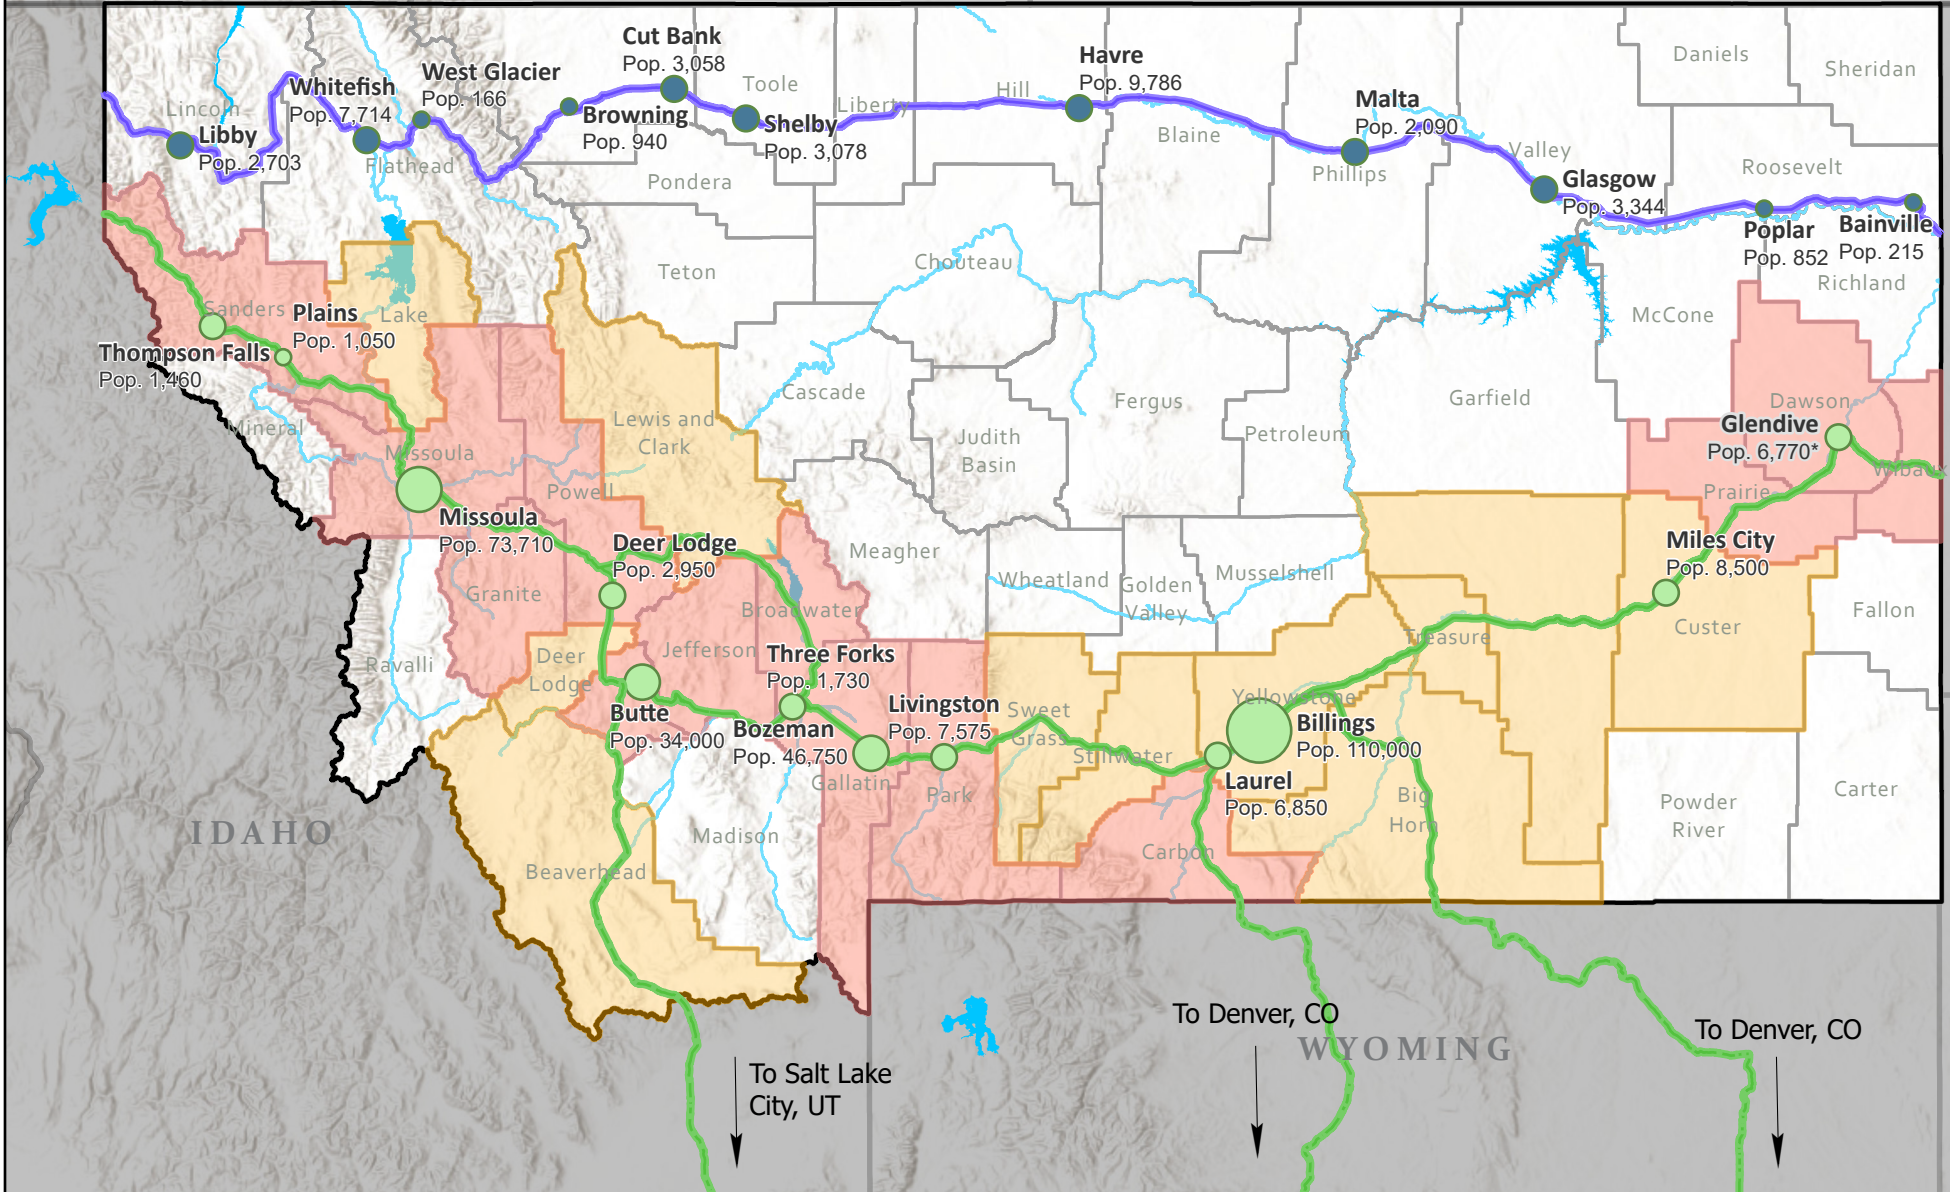 Cut Bank
Pop. 3,058
Daniels
Sheridan
Havre
Pop. 9,786
West Glacier
Pop. 166
Whitefish
Pop. 7,714
Toole
Hill
Liberty
Malta
Pop. 2,090
Lincoln
Libby
Pop. 2,703
Browning
Pop. 940
Shelby
Pop. 3,078
Blaine
Valley
Flathead
Pondera
Phillips
Roosevelt
Glasgow
Pop. 3,344
Poplar
Pop. 852
Bainville
Pop. 215
Richland
Teton
Chouteau
McCone
Sanders
Plains
Pop. 1,050
Lake
Thompson Falls
Pop. 1,460
Cascade
Fergus
Garfield
Dawson
Mineral
Lewis and
Clark
Judith
Basin
Petroleum
Glendive
Pop. 6,770*
Wibaux
Missoula
Powell
Prairie
Missoula
Pop. 73,710
Deer Lodge
Pop. 2,950
Meagher
Miles City
Pop. 8,500
Granite
Broadwater
Wheatland
Golden
Valley
Musselshell
Fallon
Custer
Treasure
Ravalli
Deer
Lodge
Jefferson
Three Forks
Pop. 1,730
Livingston
Pop. 7,575
Sweet
Grass
Yellowstone
Billings
Pop. 110,000
Butte
Pop. 34,000
Bozeman
Pop. 46,750
Stillwater
Gallatin
Park
Laurel
Pop. 6,850
Big
Horn
Powder
River
Carter
IDAHO
Madison
Beaverhead
Carbon
To Denver, CO
To Denver, CO
WYOMING
To Salt Lake
City, UT